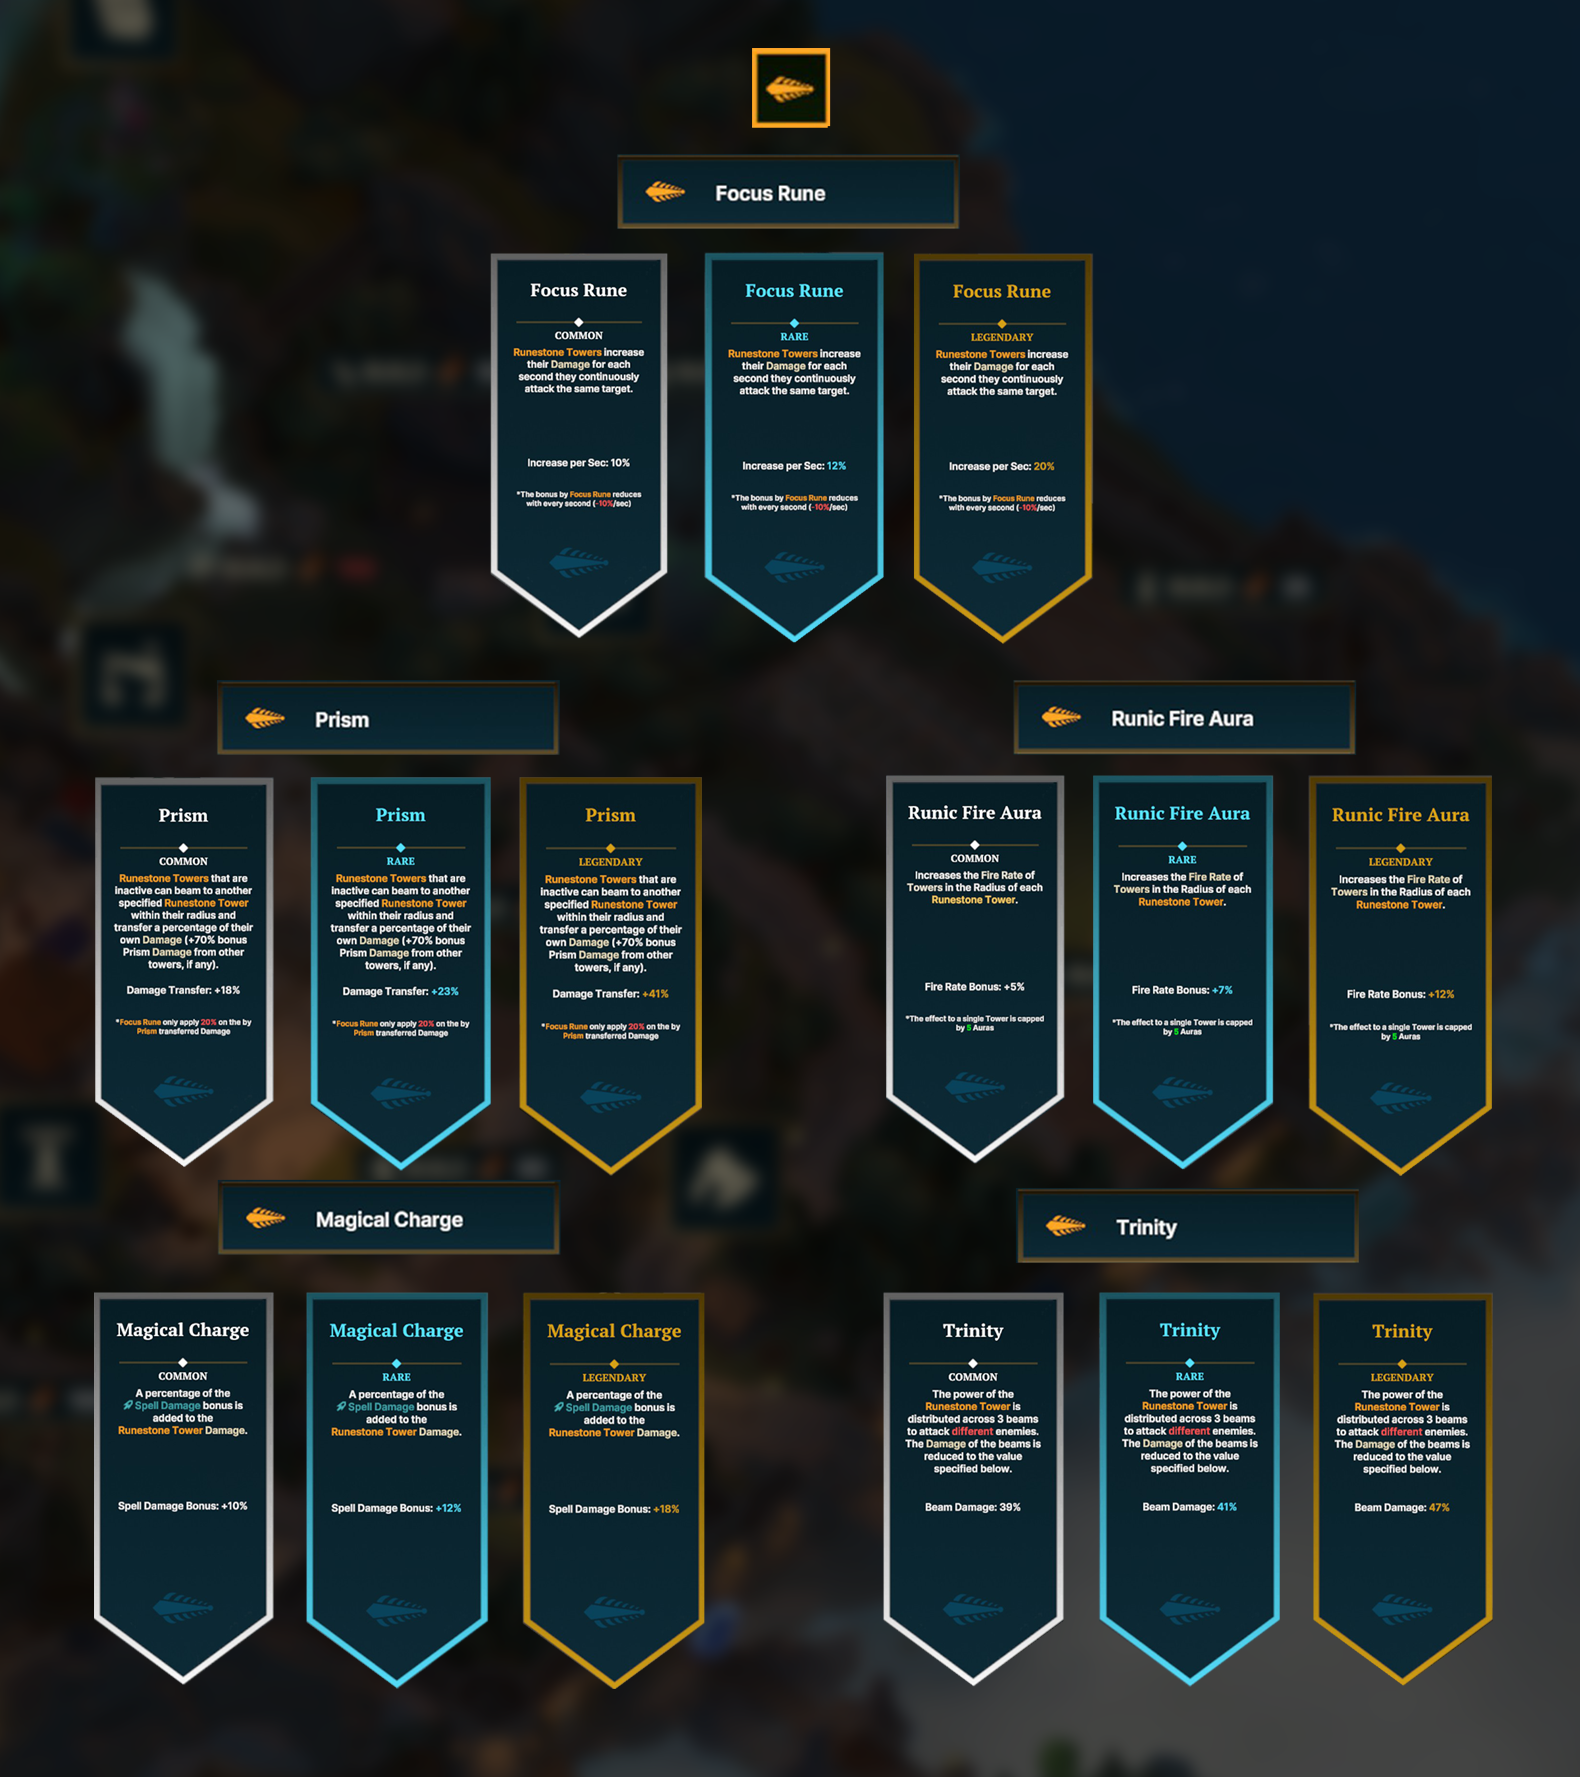 Focus Rune
Focus Rune
COMMON
Runestone Towers increase
their Damage for each
second they continuously
attack the same target.
Increase per Sec: 10%
*The bonus by Focus Rune reduces
with every second (-10%/sec)
Focus Rune
RARE
Runestone Towers increase
their Damage for each
second they continuously
attack the same target.
Increase per Sec: 12%
*The bonus by Focus Rune reduces
with every second (-10%/sec)
Focus Rune
LEGENDARY
Runestone Towers increase
their Damage for each
second they continuously
attack the same target.
Increase per Sec: 20%
*The bonus by Focus Rune reduces
with every second (-10%/sec)
Prism
Prism
COMMON
Runestone Towers that are
inactive can beam to another
specified Runestone Tower
within their radius and
transfer a percentage of their
own Damage (+70% bonus
Prism Damage from other
towers, if any).
Damage Transfer: +18%
*Focus Rune only apply 20% on the by
Prism transferred Damage
Prism
RARE
Runestone Towers that are
inactive can beam to another
specified Runestone Tower
within their radius and
transfer a percentage of their
own Damage (+70% bonus
Prism Damage from other
towers, if any).
Damage Transfer: +23%
*Focus Rune only apply 20% on the by
Prism transferred Damage
Prism
LEGENDARY
Runestone Towers that are
inactive can beam to another
specified Runestone Tower
within their radius and
transfer a percentage of their
own Damage (+70% bonus
Prism Damage from other
towers, if any).
Damage Transfer: +41%
*Focus Rune only apply 20% on the by
Prism transferred Damage
Runic Fire Aura
Runic Fire Aura
COMMON
Increases the Fire Rate of
Towers in the Radius of each
Runestone Tower.
Fire Rate Bonus: +5%
*The effect to a single Tower is capped
by 5 Auras
Runic Fire Aura
RARE
Increases the Fire Rate of
Towers in the Radius of each
Runestone Tower.
Fire Rate Bonus: +7%
*The effect to a single Tower is capped
by 5 Auras
Runic Fire Aura
LEGENDARY
Increases the Fire Rate of
Towers in the Radius of each
Runestone Tower.
Fire Rate Bonus: +12%
*The effect to a single Tower is capped
by 5 Auras
Magical Charge
Magical Charge
COMMON
A percentage of the
Spell Damage bonus is
added to the
Runestone Tower Damage.
Spell Damage Bonus: +10%
Magical Charge
RARE
A percentage of the
Spell Damage bonus is
added to the
Runestone Tower Damage.
Spell Damage Bonus: +12%
Magical Charge
LEGENDARY
A percentage of the
Spell Damage bonus is
added to the
Runestone Tower Damage.
Spell Damage Bonus: +18%
Trinity
Trinity
COMMON
The power of the
Runestone Tower is
distributed across 3 beams
to attack different enemies.
The Damage of the beams is
reduced to the value
specified below.
Beam Damage: 39%
Trinity
RARE
The power of the
Runestone Tower is
distributed across 3 beams
to attack different enemies.
The Damage of the beams is
reduced to the value
specified below.
Beam Damage: 41%
Trinity
LEGENDARY
The power of the
Runestone Tower is
distributed across 3 beams
to attack different enemies.
The Damage of the beams is
reduced to the value
specified below.
Beam Damage: 47%